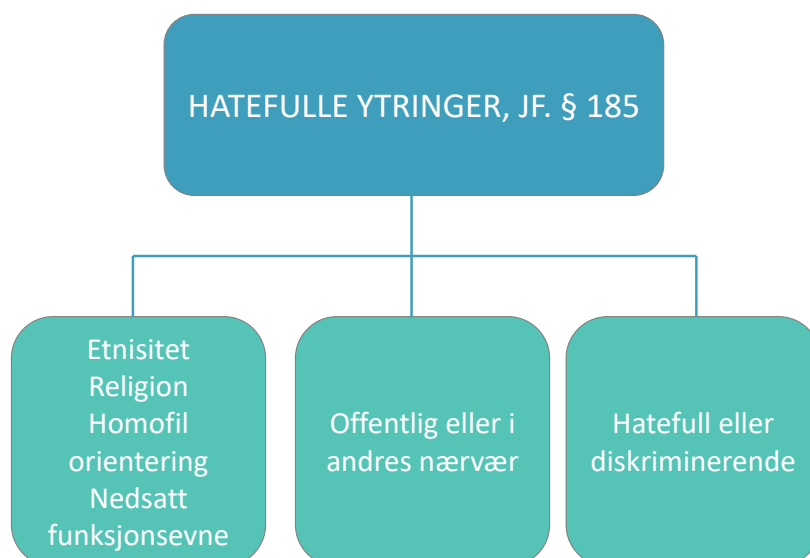 HATEFULLE YTRINGER, JF. § 185
Etnisitet
Religion
Homofil
orientering
Nedsatt
funksjonsevne
Offentlig eller i
andres nærvær
Hatefull eller
diskriminerende